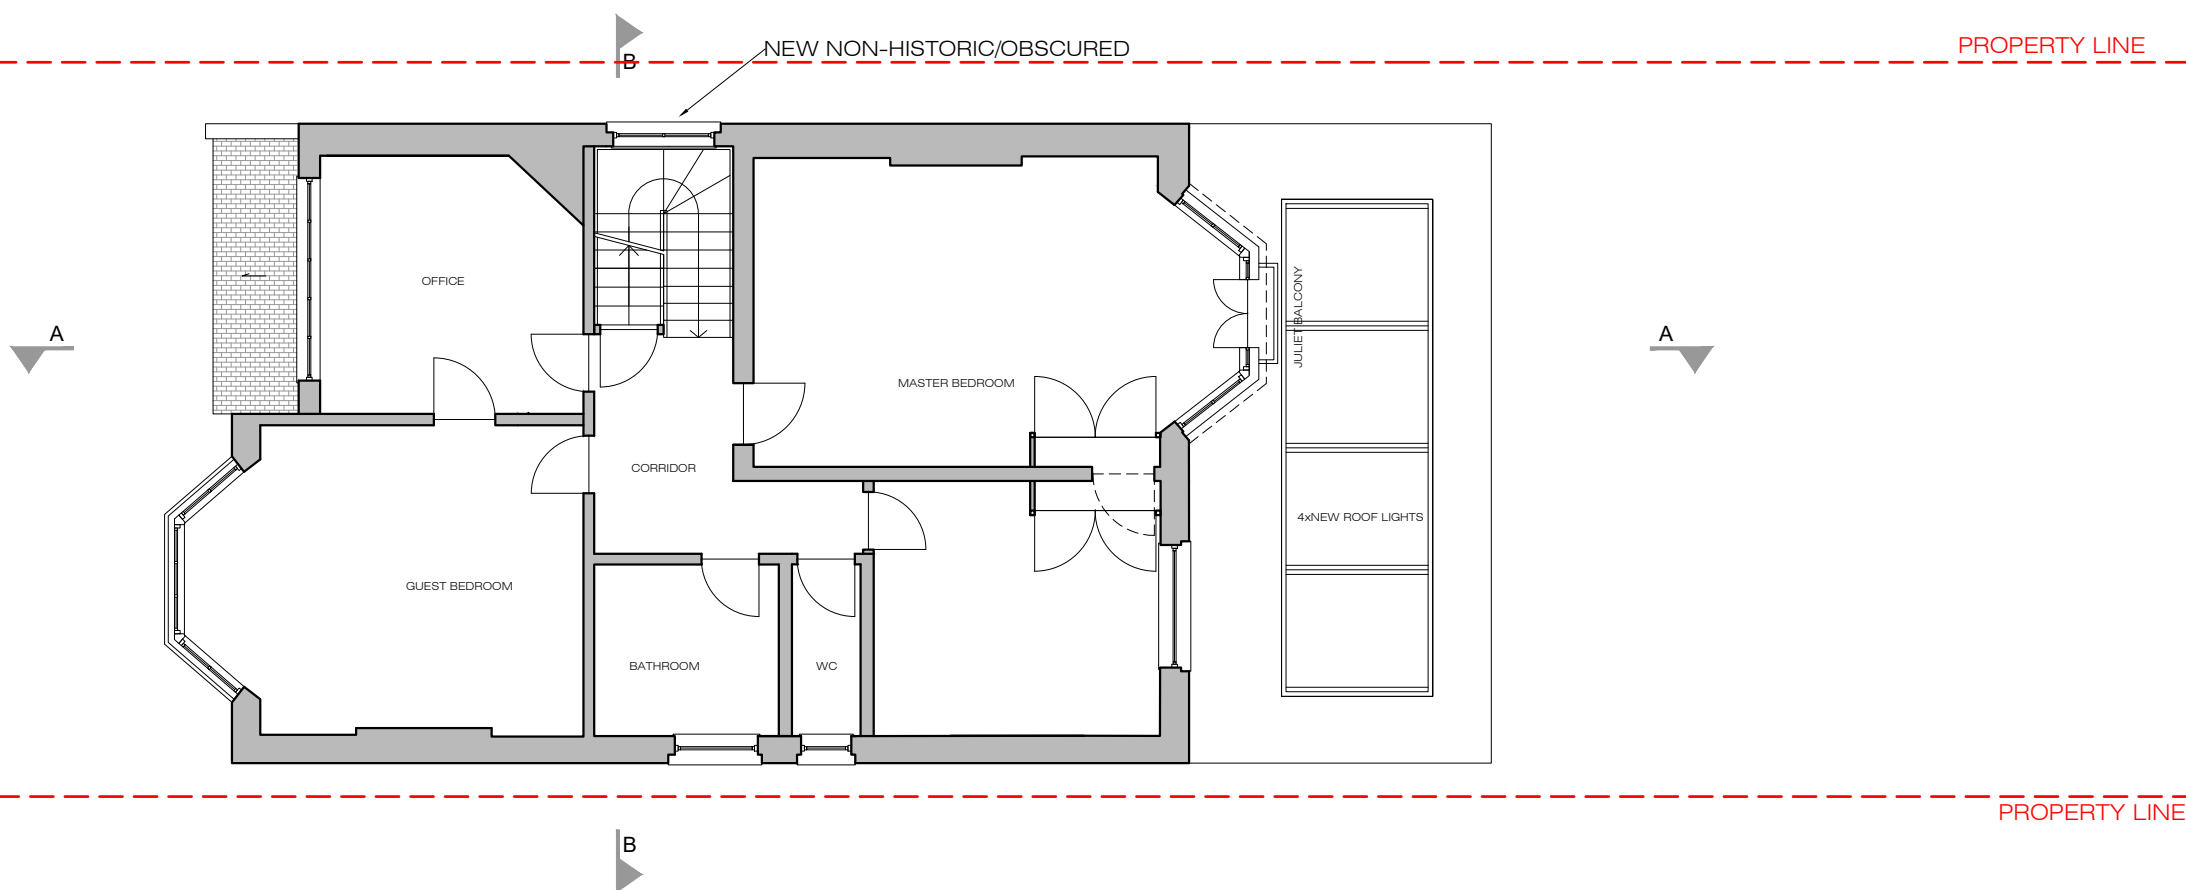 PROPERTY LINE
NEW NON-HISTORIC/OBSCURED
B
OFFICE
JULIET BALCONY
A
A
MASTER BEDROOM
CORRIDOR
4xNEW ROOF LIGHTS
GUEST BEDROOM
BATHROOM
WC
PROPERTY LINE
B